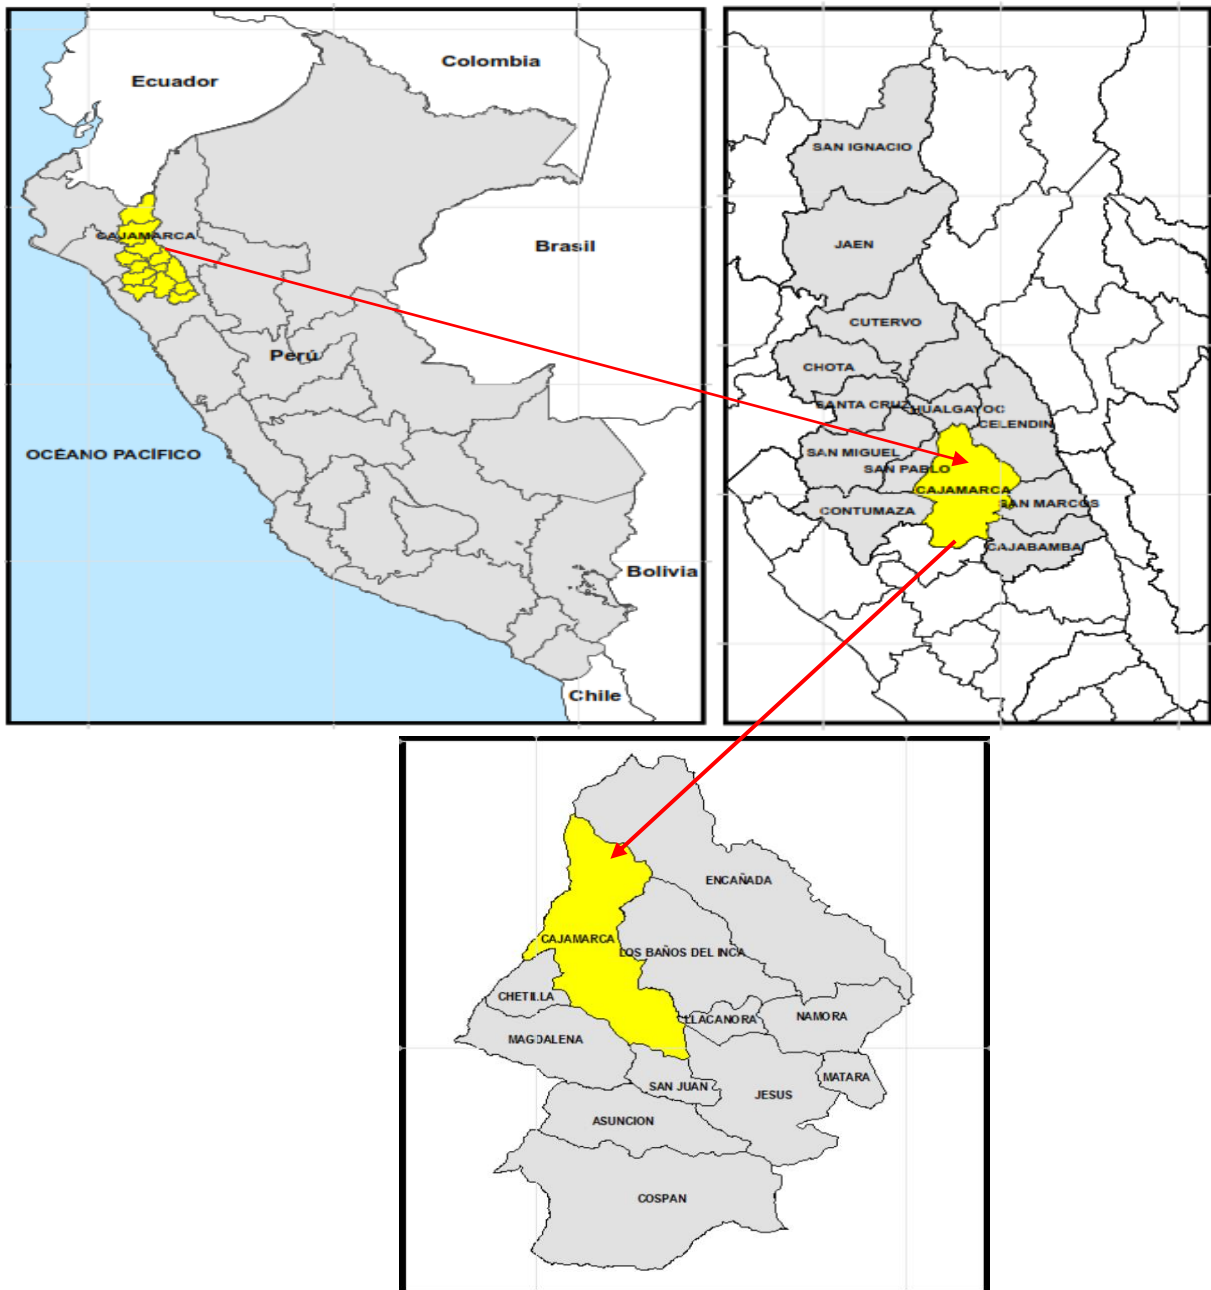 Colombia
Ecuador
CAJAMARCA
Brasil
Perú
OCÉANO PACÍFICO
Bolivia
Chile
SAN IGNACIO
JAEN
CUTERVO
CHOTA
SANTA CRUZ
HUALGAYOC
CELENDIN
SAN MIGUEL
SAN PABLO
CAJAMARCA
SAN MARCOS
CONTUMAZA
CAJABAMBA
ENCAÑADA
CAJAMARCA
LOS BAÑOS DEL INCA
CHETILLA
LLACANORA
NAMORA
MAGDALENA
MATARA
SAN JUAN
JESUS
ASUNCION
COSPAN